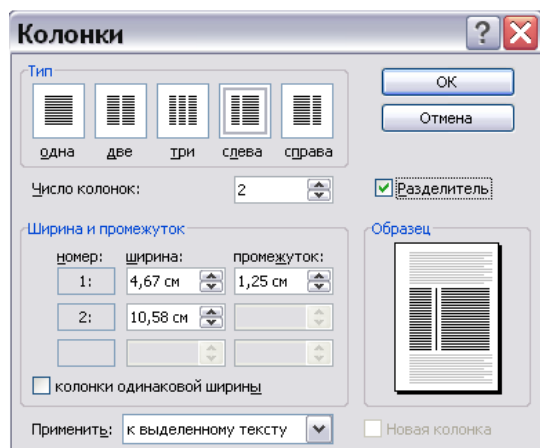 Колонки
Тип
ОК
Отмена
одна две три слева справа
Число колонок: 2
Разделитель
Ширина и промежуток
Образец
номер: ширина: промежуток:
1: 4,67 см 1,25 см
2: 10,58 см
колонки одинаковой ширины
Применить: к выделенному тексту
Новая колонка